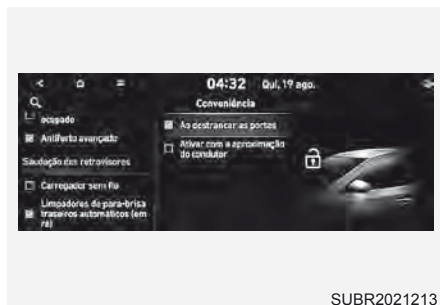 04:32 Qui, 19 ago.
Conveniência
ocupado
Antifurto avançado
Saudação dos retrovisores
Carregador sem fio
Limpadores de para-brisa
traseiros automáticos (em
ré)
Ao destrancar as portas
Ativar com a aproximação
do condutor
SUBR2021213